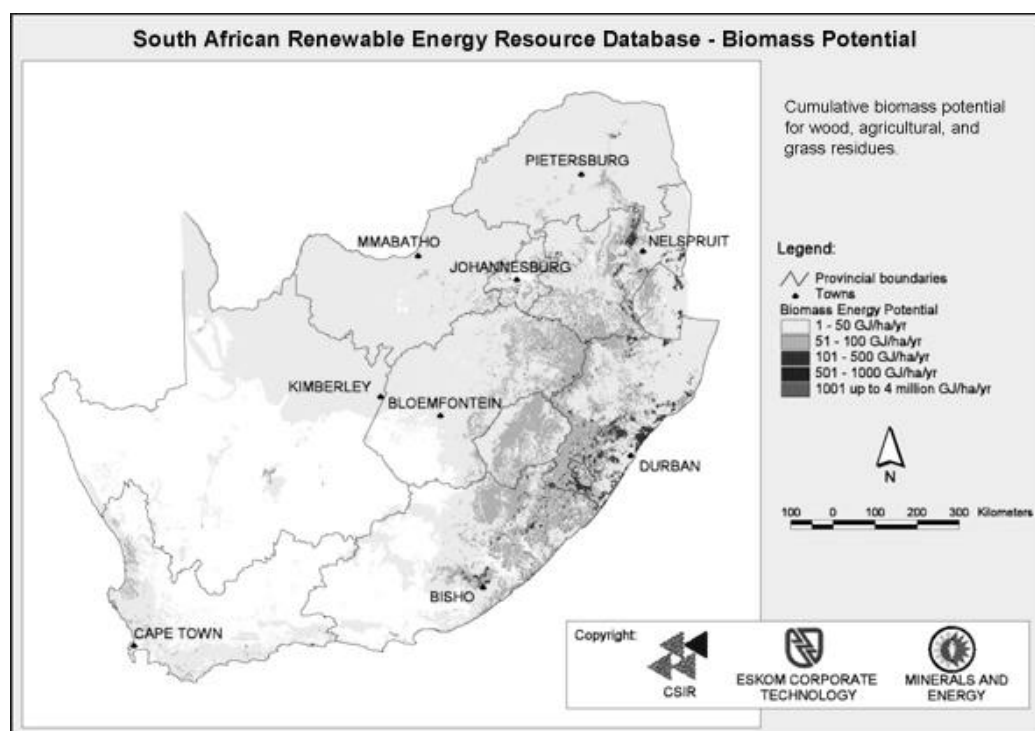 South African Renewable Energy Resource Database - Biomass Potential
Cumulative biomass potential
for wood, agricultural, and
grass residues.
PIETERSBURG
MMABATHO
NELSPRUIT
JOHANNESBURG
KIMBERLEY
BLOEMFONTEIN
DURBAN
BISHO
CAPE TOWN
Legend:
Provincial boundaries
Towns
Biomass Energy Potential
1 - 50 GJ/ha/yr
51 - 100 GJ/ha/yr
101 - 500 GJ/ha/yr
501 - 1000 GJ/ha/yr
1001 up to 4 million GJ/ha/yr
N
100 0 100 200 300 Kilometers
Copyright:
CSIR
ESKOM CORPORATE
TECHNOLOGY
MINERALS AND
ENERGY